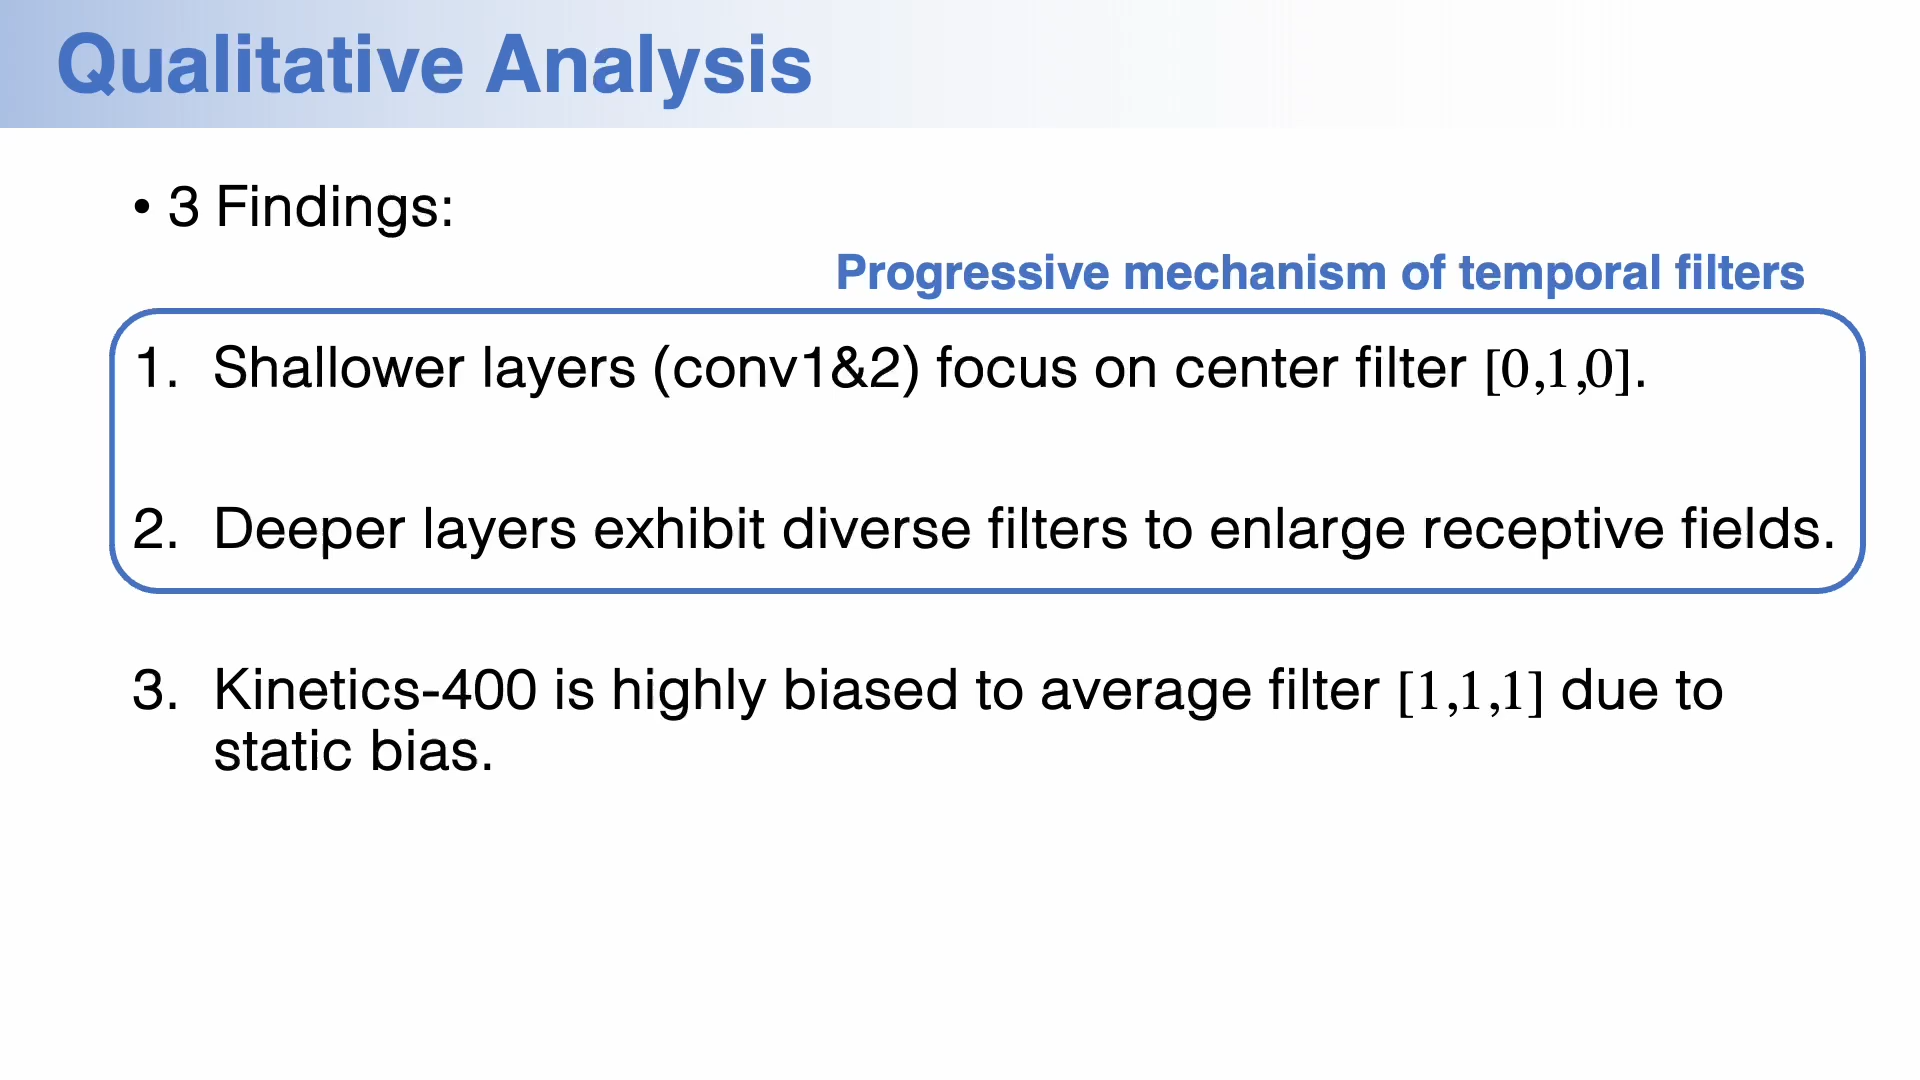 Qualitative Analysis
• 3 Findings:
Progressive mechanism of temporal filters
1. Shallower layers (conv1&2) focus on center filter [0,1,0].
2. Deeper layers exhibit diverse filters to enlarge receptive fields.
3. Kinetics-400 is highly biased to average filter [1,1,1] due to
static bias.